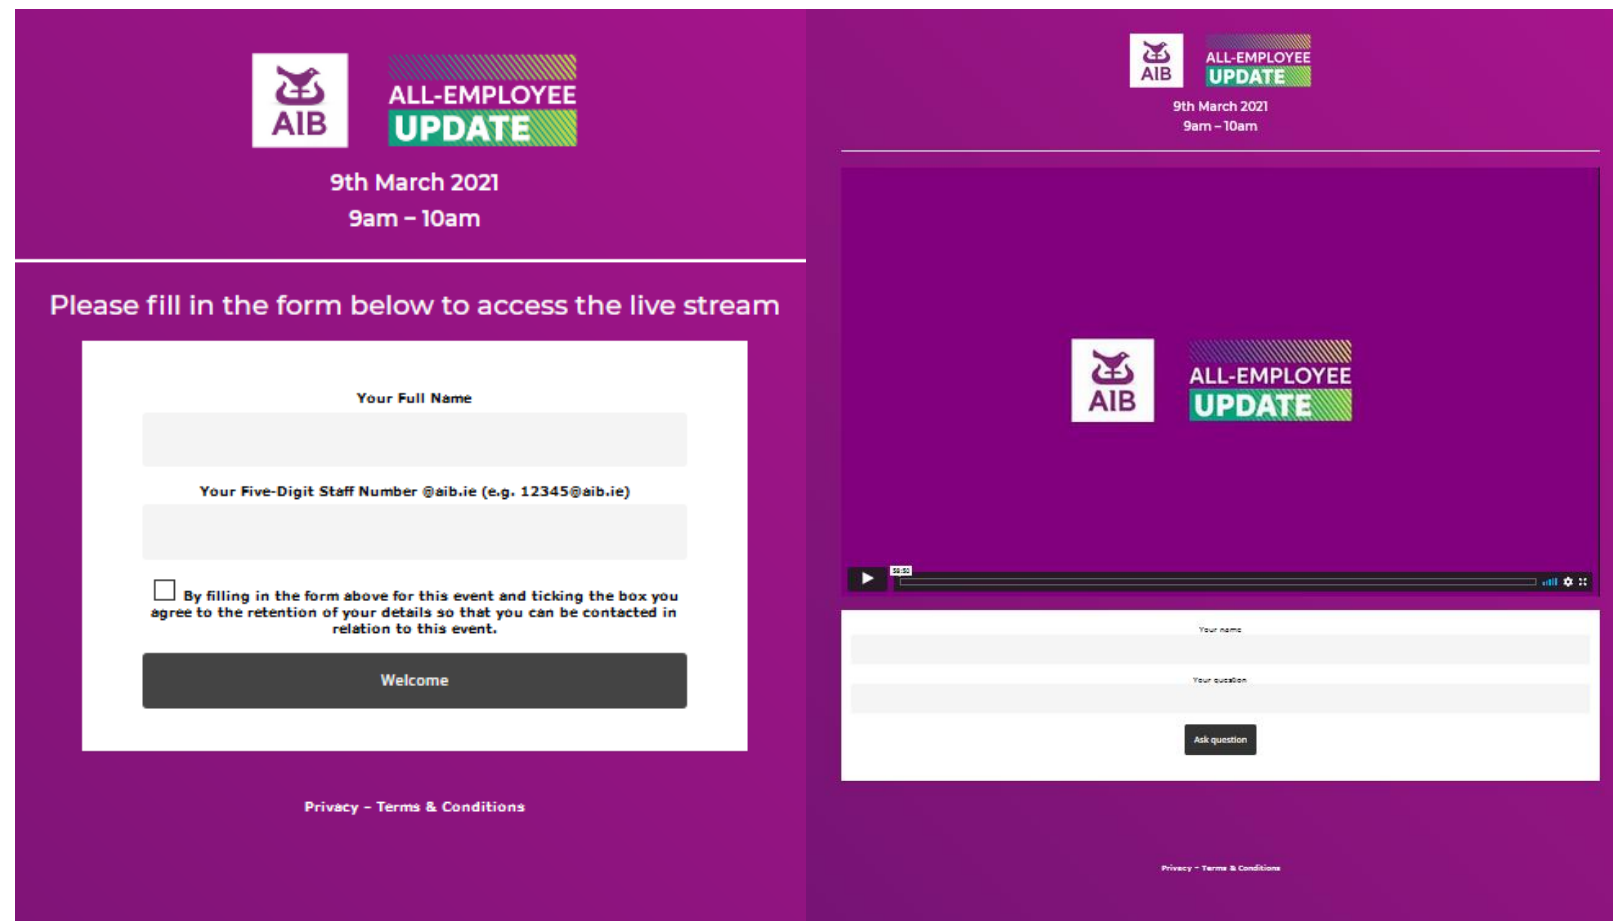 AIB
ALL-EMPLOYEE
UPDATE
9th March 2021
9am – 10am
Please fill in the form below to access the live stream
Your Full Name
Your Five-Digit Staff Number @aib.ie (e.g. 12345@aib.ie)
By filling in the form above for this event and ticking the box you
agree to the retention of your details so that you can be contacted in
relation to this event.
Welcome
Privacy – Terms & Conditions
AIB
ALL-EMPLOYEE
UPDATE
9th March 2021
9am – 10am
AIB
ALL-EMPLOYEE
UPDATE
58:50
Your name
Your question
Ask question
Privacy – Terms & Conditions